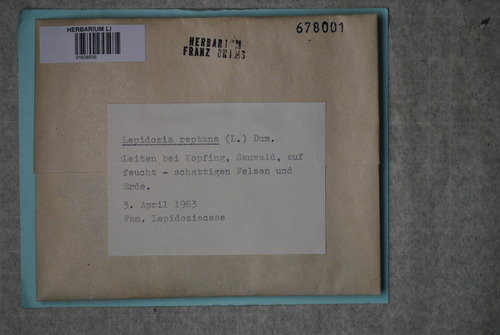 HERBARIUM LI
HERBARIUM
FRANZ GRIMS
678001
Lepidozia reptans (L.) Dum.
Leiten bei Kopfing, Sauwald, auf
feucht - schattigen Felsen und
Erde.
3. April 1963
Fam. Lepidoziaceae